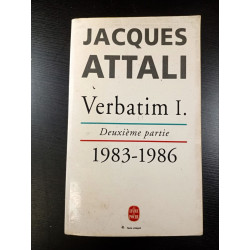 JACQUES
ATTALI
Verbatim I.
Deuxième partie
1983-1986